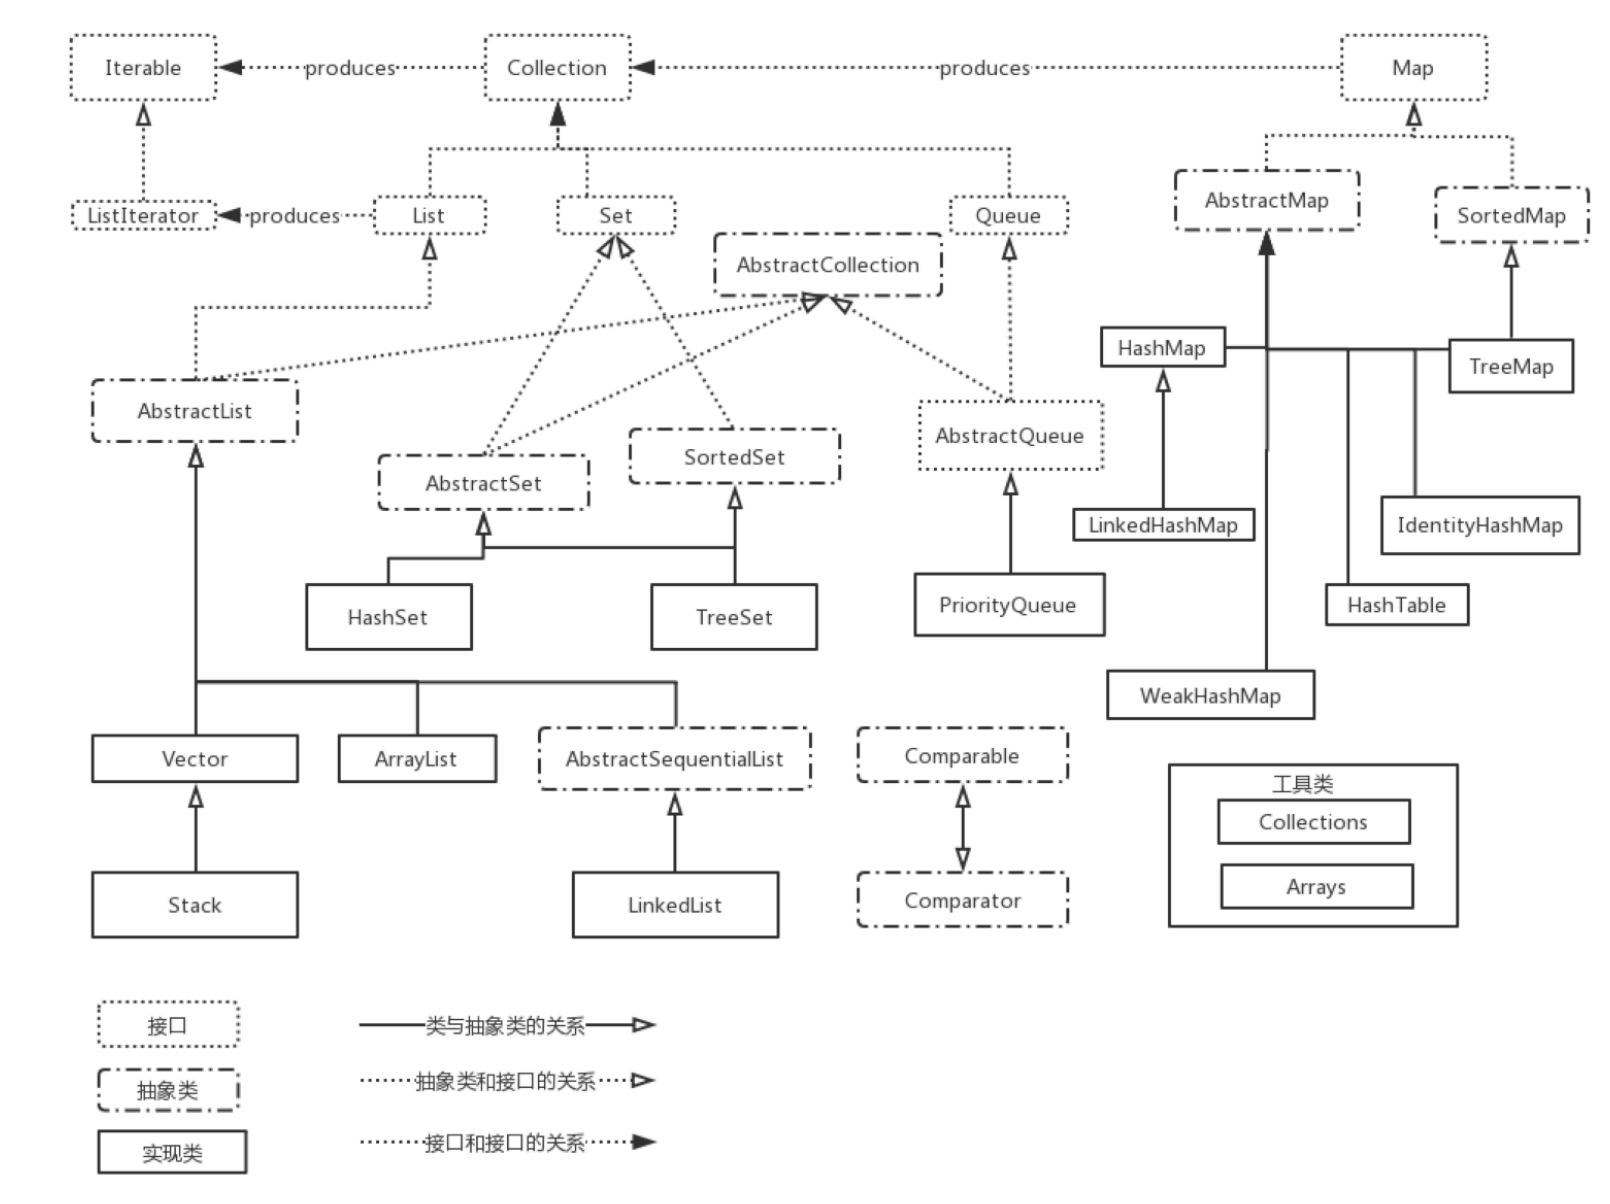 Iterable
produces
Collection
produces
Map
ListIterator
produces
List
Set
Queue
AbstractMap
SortedMap
AbstractCollection
HashMap
TreeMap
AbstractList
AbstractQueue
SortedSet
AbstractSet
LinkedHashMap
IdentityHashMap
HashSet
TreeSet
PriorityQueue
HashTable
WeakHashMap
Vector
ArrayList
AbstractSequentialList
Comparable
工具类
Collections
Arrays
Stack
LinkedList
Comparator
接口
类与抽象类的关系
抽象类
抽象类和接口的关系
实现类
接口和接口的关系